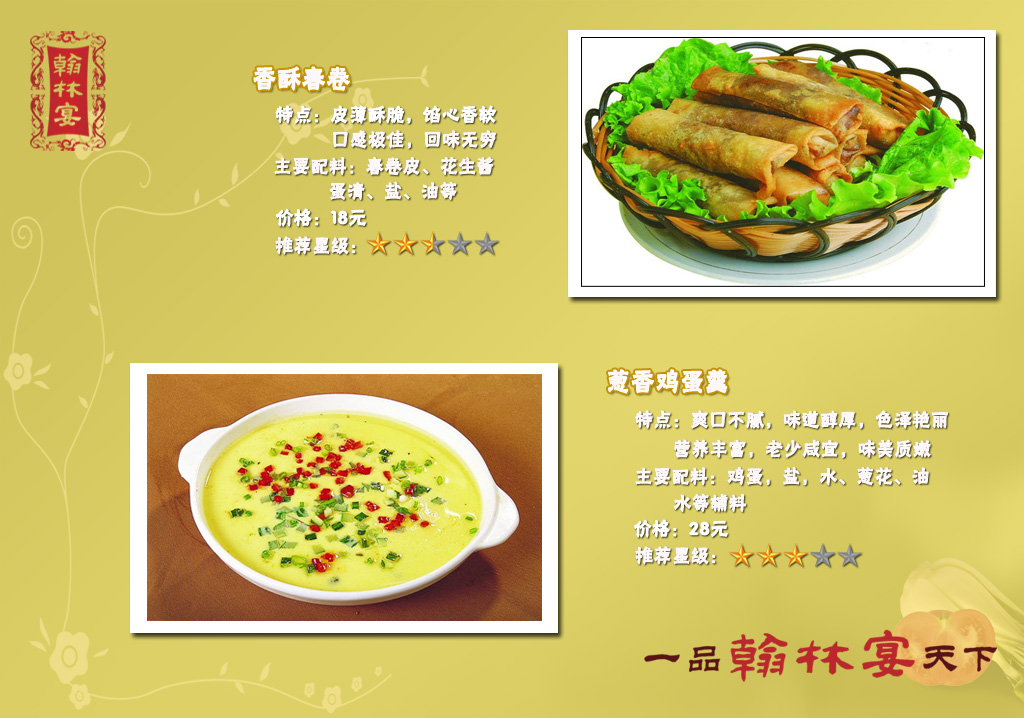 翰林宴
香酥春卷
特点：皮薄酥脆，馅心香软
口感极佳，回味无穷
主要配料：春卷皮、花生酱
蛋清、盐、油等
价格：18元
推荐星级：
葱香鸡蛋羹
特点：爽口不腻，味道醇厚，色泽艳丽
营养丰富，老少咸宜，味美质嫩
主要配料：鸡蛋，盐，水、葱花、油
水等辅料
价格：28元
推荐星级：
一品翰林宴天下